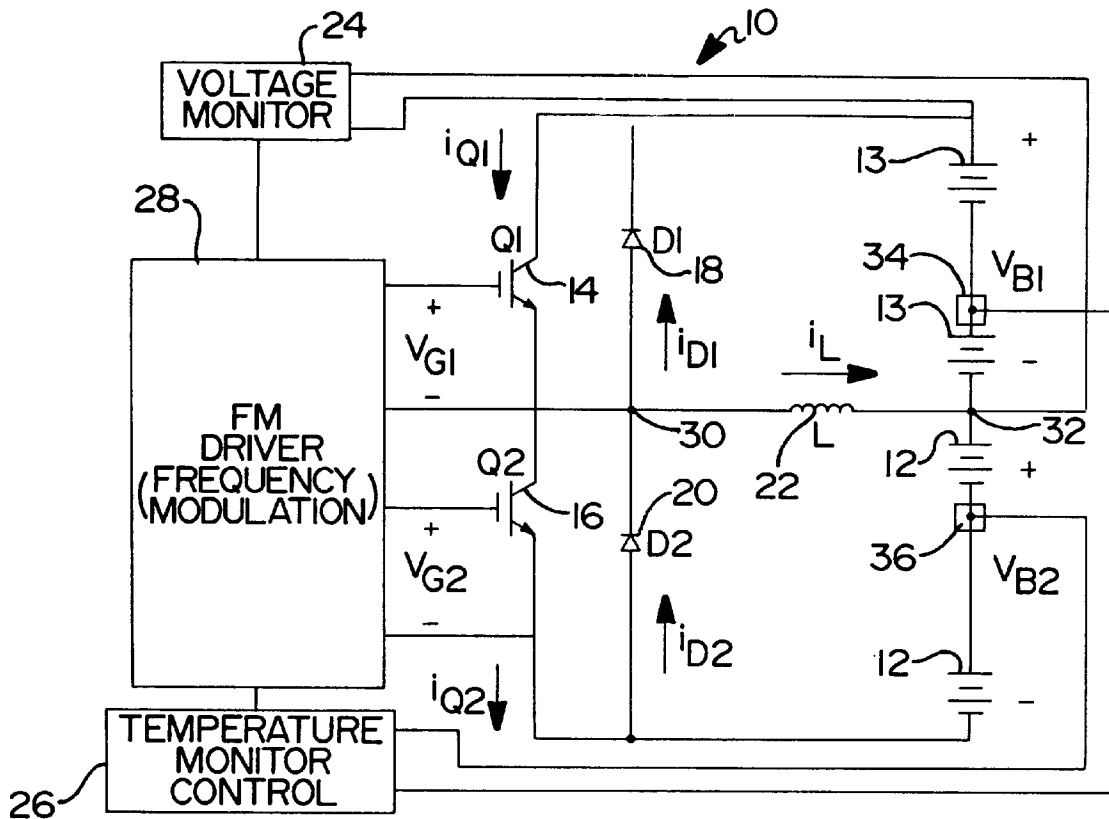 10
24
VOLTAGE
MONITOR
iQ1
13
+
28
Q1
14
D1
18
34
VB1
13
+
VG1
-
iD1
iL
-
FM
DRIVER
(FREQUENCY
MODULATION)
30
L
22
32
12
+
Q2
16
20
D2
36
VB2
+
VG2
-
iD2
12
-
iQ2
TEMPERATURE
MONITOR
CONTROL
26